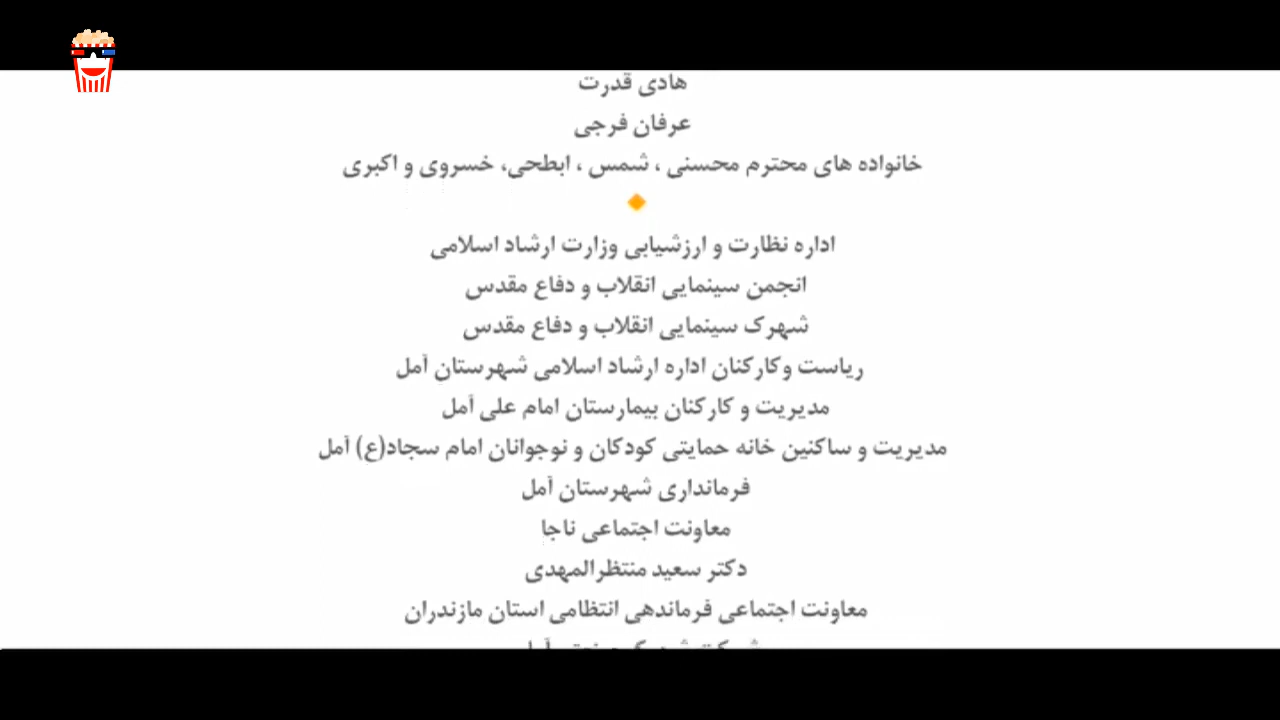 هادی قدرت
عرفان فرجی
خانواده های محترم محسنی ، شمس ، ابطحی، خسروی و اکبری
اداره نظارت و ارزشیابی وزارت ارشاد اسلامی
انجمن سینمایی انقلاب و دفاع مقدس
شهرک سینمایی انقلاب و دفاع مقدس
ریاست وکارکنان اداره ارشاد اسلامی شهرستان آمل
مدیریت و کارکنان بیمارستان امام علی آمل
مدیریت و ساکنین خانه حمایتی کودکان و نوجوانان امام سجاد(ع) آمل
فرمانداری شهرستان آمل
معاونت اجتماعی ناجا
دکتر سعید منتظرالمهدی
معاونت اجتماعی فرماندهی انتظامی استان مازندران